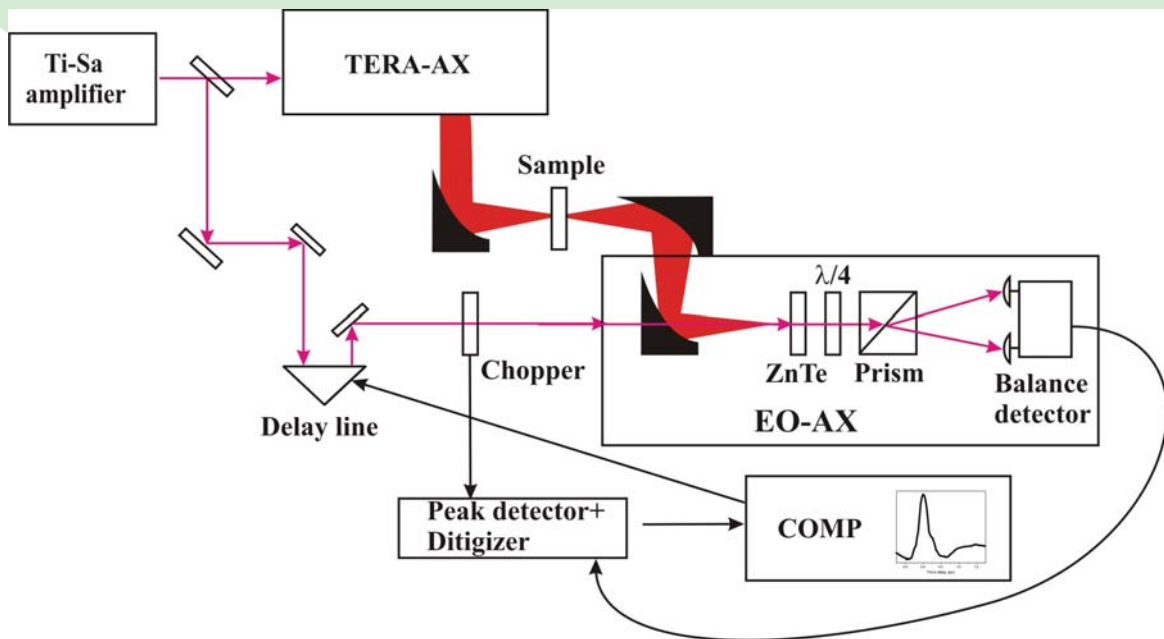 Ti-Sa
amplifier
TERA-AX
Sample
λ/4
Chopper
ZnTe
Prism
Balance
detector
EO-AX
Delay line
Peak detector+
Ditigizer
COMP